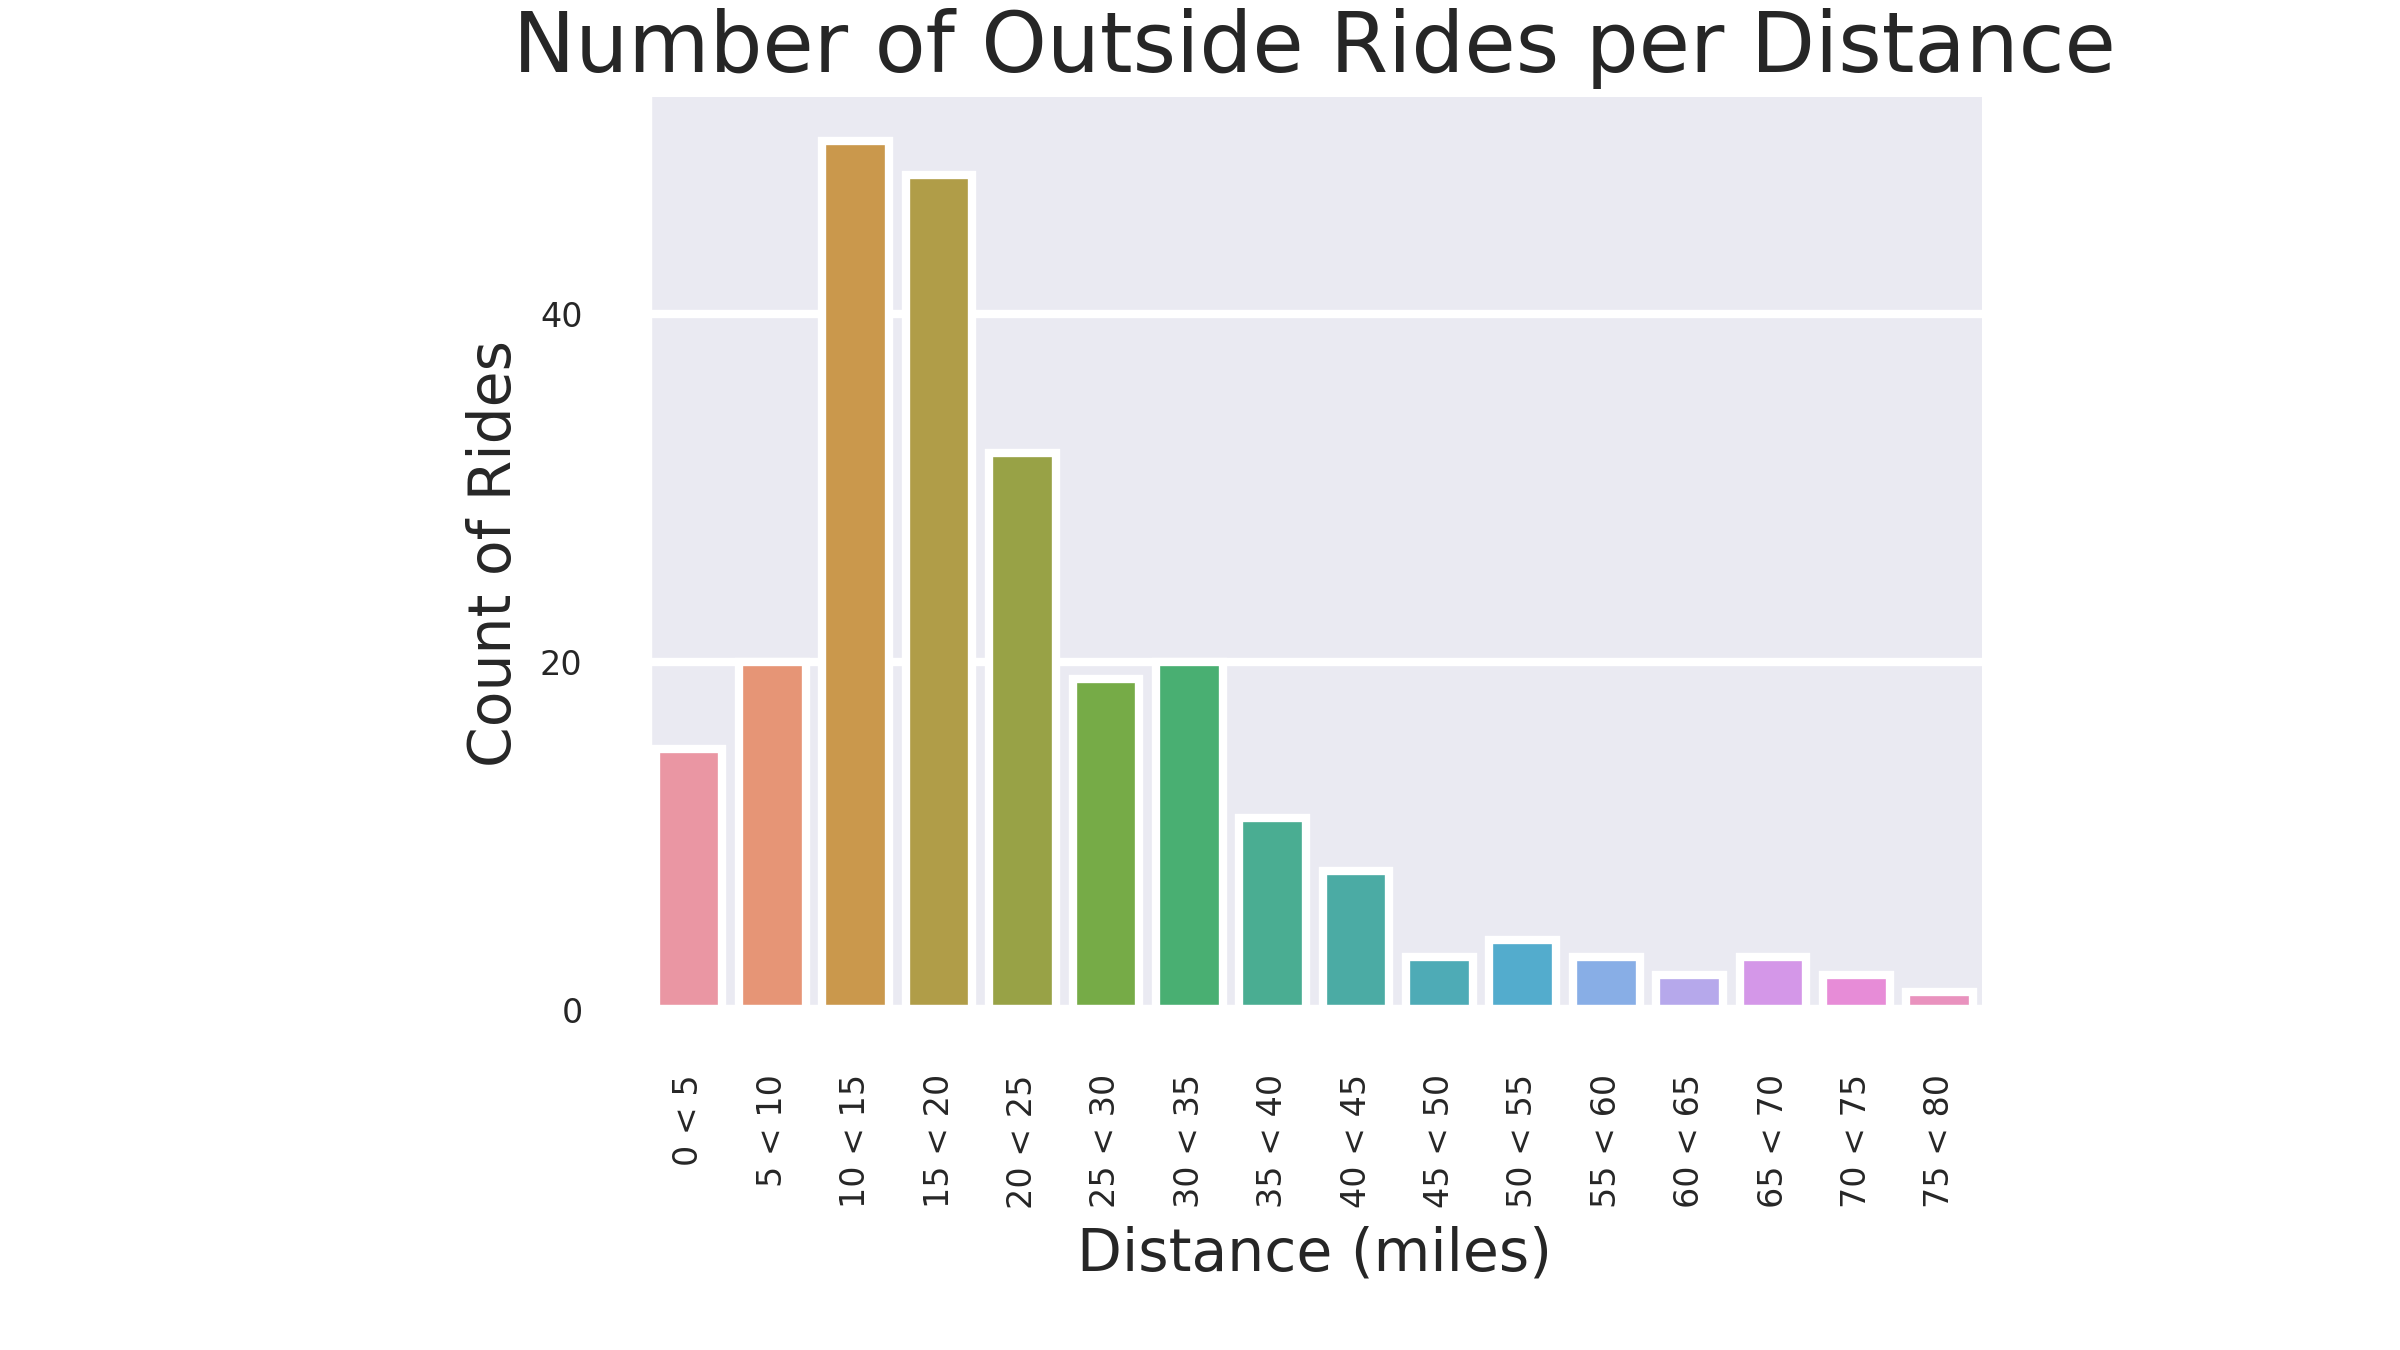 Number of Outside Rides per Distance
Count of Rides
40
20
0
0 < 5
5 < 10
10 < 15
15 < 20
20 < 25
25 < 30
30 < 35
35 < 40
40 < 45
45 < 50
50 < 55
55 < 60
60 < 65
65 < 70
70 < 75
75 < 80
Distance (miles)